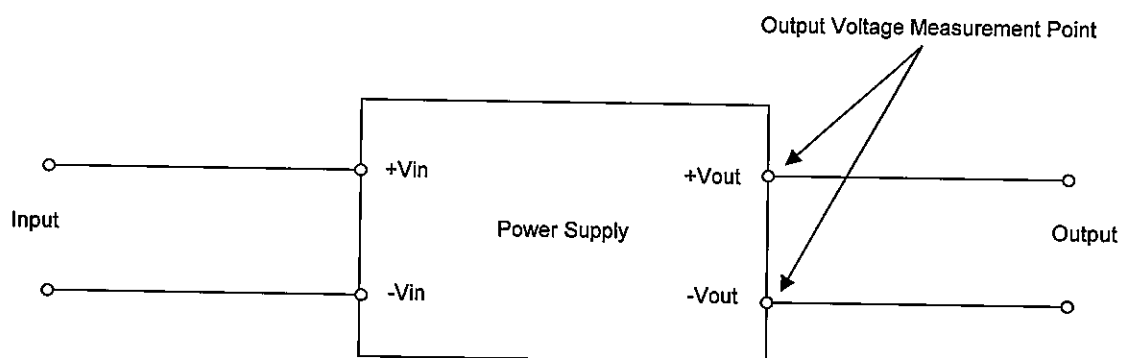 Output Voltage Measurement Point
+Vin
+Vout
Input
Power Supply
Output
-Vin
-Vout